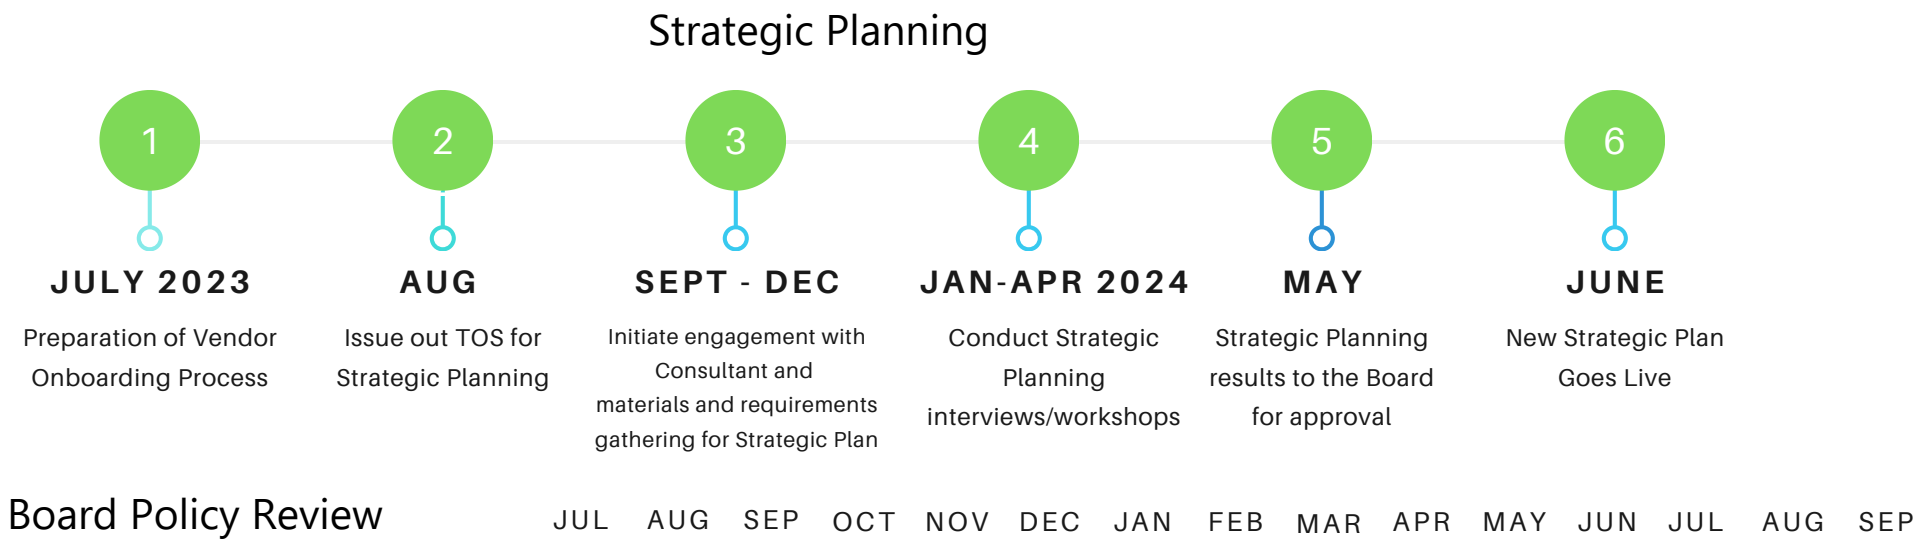 Strategic Planning
1 2 3 4 5 6
JULY 2023
Preparation of Vendor
Onboarding Process
AUG
Issue out TOS for
Strategic Planning
SEPT - DEC
Initiate engagement with
Consultant and
materials and requirements
gathering for Strategic Plan
JAN-APR 2024
Conduct Strategic
Planning
interviews/workshops
MAY
Strategic Planning
results to the Board
for approval
JUNE
New Strategic Plan
Goes Live
Board Policy Review
JUL AUG SEP OCT NOV DEC JAN FEB MAR APR MAY JUN JUL AUG SEP